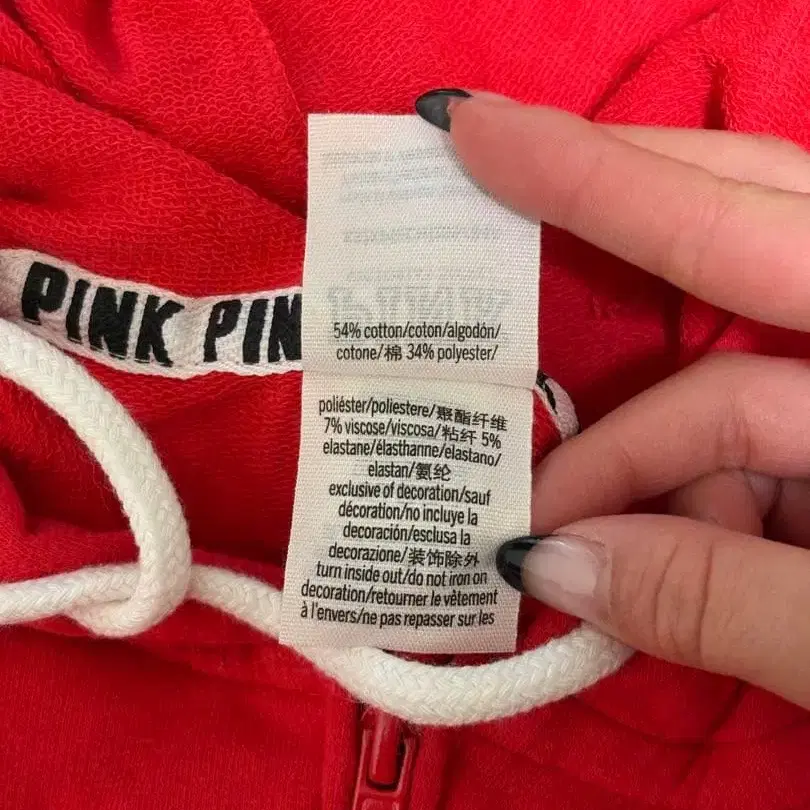 PINK PIN
54% cotton/coton/algodón/
cotone/棉 34% polyester/
poliéster/poliestere/聚酯纤维
7% viscose/viscosa/粘纤 5%
elastane/élasthanne/elastano/
elastan/氨纶
exclusive of decoration/sauf
décoration/no incluye la
decoración/esclusa la
decorazione/装饰除外
turn inside out/do not iron on
decoration/retourner le vêtement
à l'envers/ne pas repasser sur les